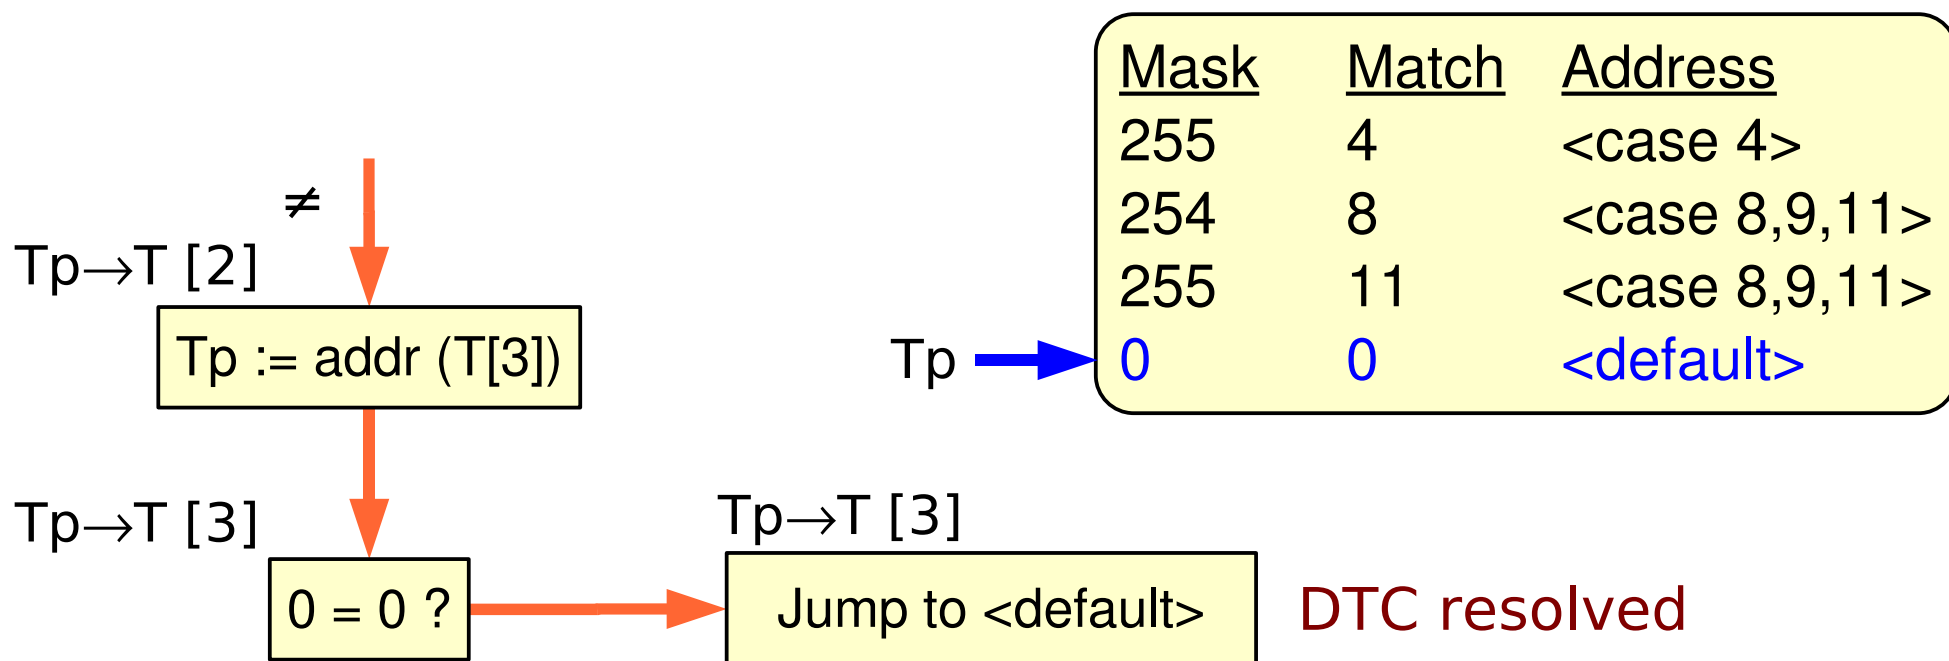 Mask Match Address
255 4 <case 4>
254 8 <case 8,9,11>
255 11 <case 8,9,11>
Tp 0 0 <default>
≠
Tp→T [2]
Tp := addr (T[3])
Tp→T [3]
0 = 0 ?
Tp→T [3]
Jump to <default>
DTC resolved